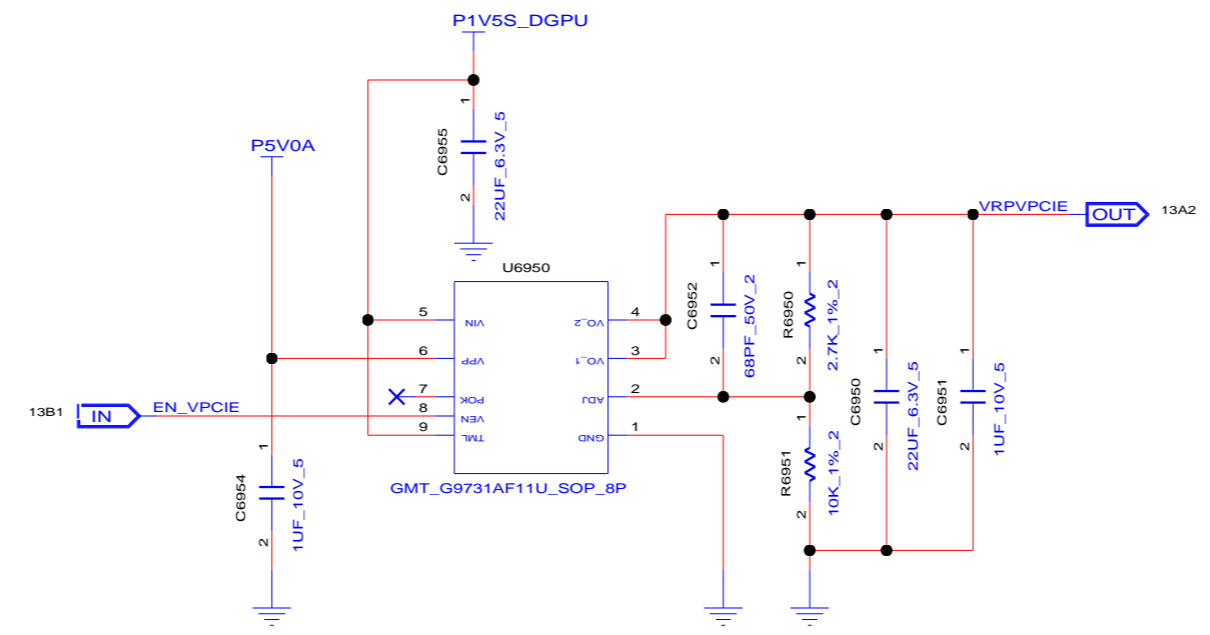 P1V5S_DGPU
1
C6955
22UF_6.3V_5
2
P5V0A
VRPVPCIE
OUT
13A2
U6950
5
VIN
6
VPP
7
POK
8
VEN
9
TML
VO_2
4
VO_1
3
ADJ
2
GND
1
GMT_G9731AF11U_SOP_8P
13B1
IN
EN_VPCIE
1
C6954
1UF_10V_5
2
1
C6952
68PF_50V_2
2
1
R6950
2.7K_1%_2
2
1
R6951
10K_1%_2
2
1
C6950
22UF_6.3V_5
2
1
C6951
1UF_10V_5
2